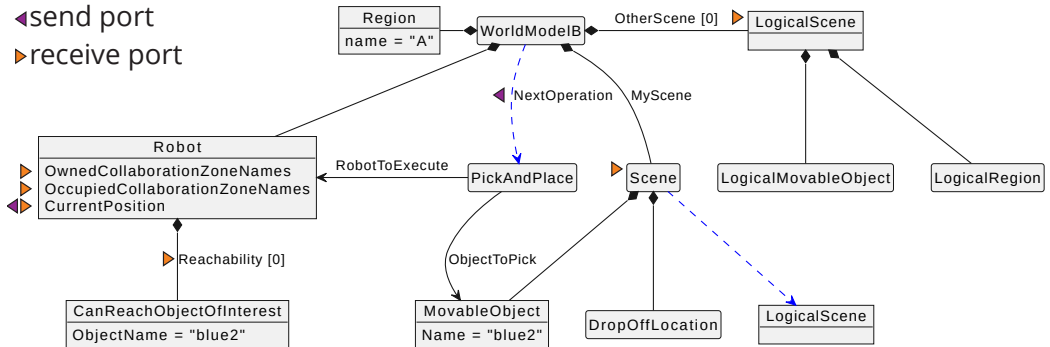 send port
receive port
Region
name = "A"
WorldModelB
OtherScene [0]
LogicalScene
NextOperation
MyScene
Robot
OwnedCollaborationZoneNames
OccupiedCollaborationZoneNames
CurrentPosition
RobotToExecute
PickAndPlace
Scene
LogicalMovableObject
LogicalRegion
Reachability [0]
ObjectToPick
CanReachObjectOfInterest
ObjectName = "blue2"
MovableObject
Name = "blue2"
DropOffLocation
LogicalScene